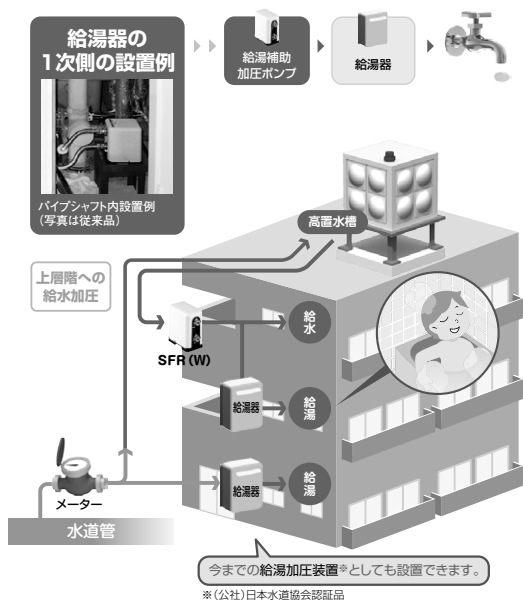 給湯器の
1次側の設置例
パイプシャフト内設置例
(写真は従来品)
給湯補助
加圧ポンプ
給湯器
高置水槽
上層階への
給水加圧
SFR(W)
給水
給湯器
給湯
給湯器
給湯
メーター
水道管
今までの給湯加圧装置※としても設置できます。
※(公社)日本水道協会認証品